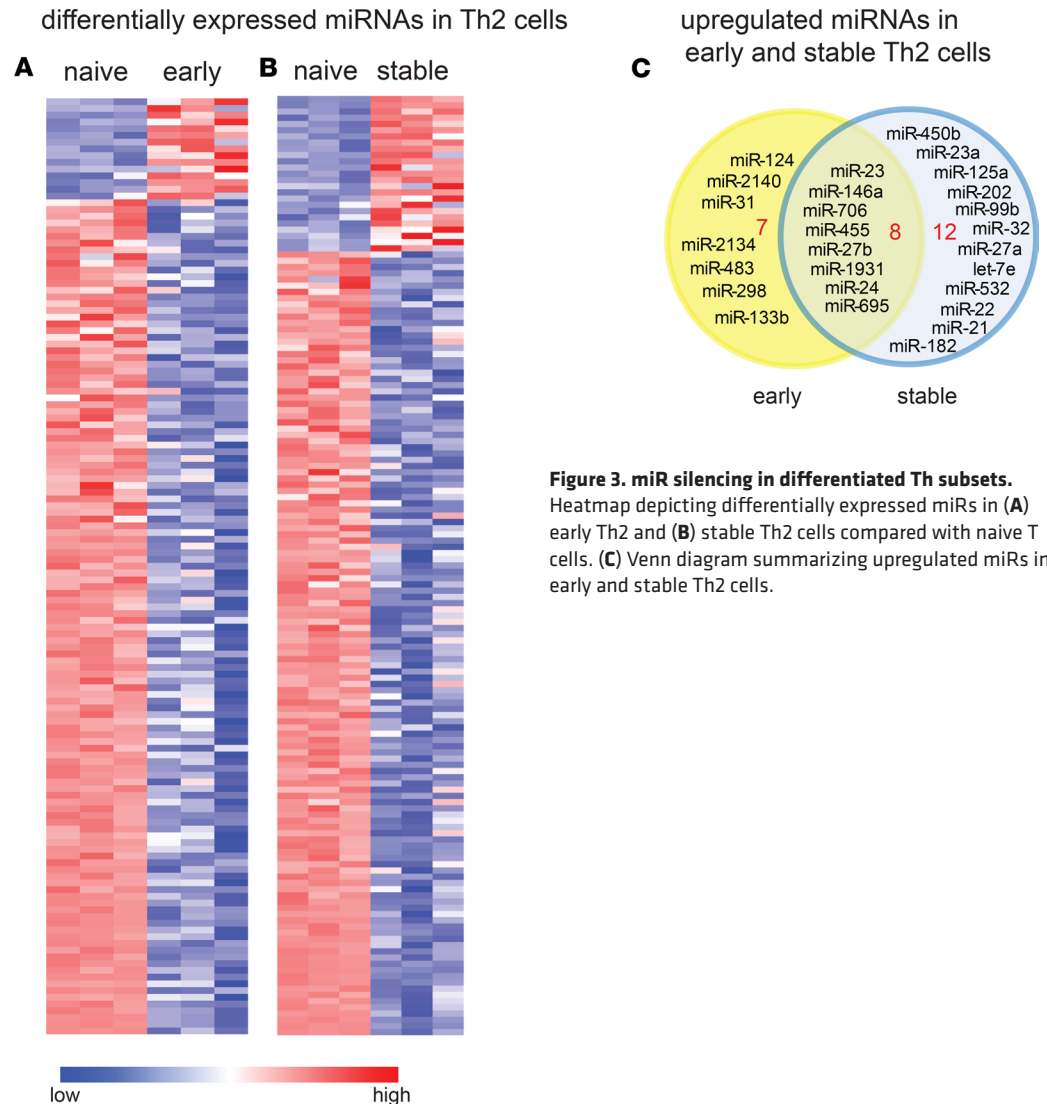 differentially expressed miRNAs in Th2 cells
A
naive
early
B
naive
stable
low
high
upregulated miRNAs in
early and stable Th2 cells
C
miR-124
miR-2140
miR-31
7
miR-2134
miR-483
miR-298
miR-133b
miR-23
miR-146a
miR-706
miR-455
8
miR-27b
miR-1931
miR-24
miR-695
miR-450b
miR-23a
miR-125a
miR-202
miR-99b
12
miR-32
miR-27a
let-7e
miR-532
miR-22
miR-21
miR-182
early
stable
Figure 3. miR silencing in differentiated Th subsets.
Heatmap depicting differentially expressed miRs in (A)
early Th2 and (B) stable Th2 cells compared with naive T
cells. (C) Venn diagram summarizing upregulated miRs in
early and stable Th2 cells.